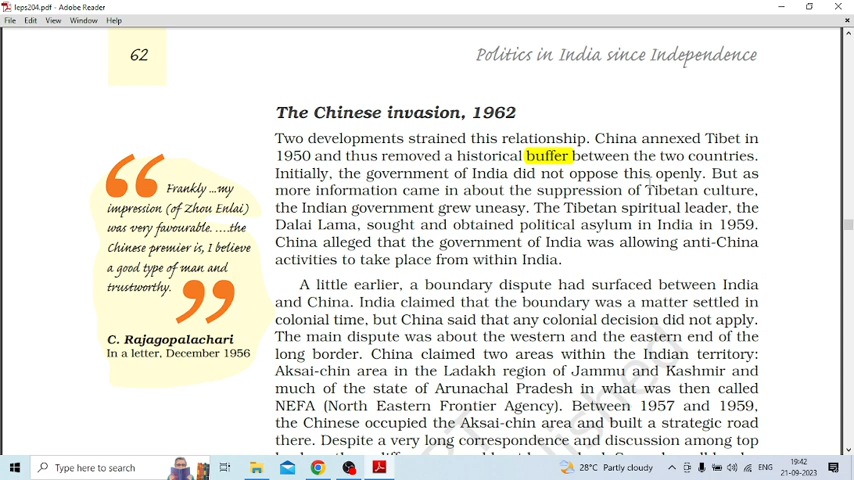 leps204.pdf - Adobe Reader
File Edit View Window Help
62
Politics in India since Independence
The Chinese invasion, 1962
Two developments strained this relationship. China annexed Tibet in
1950 and thus removed a historical buffer between the two countries.
Initially, the government of India did not oppose this openly. But as
more information came in about the suppression of Tibetan culture,
the Indian government grew uneasy. The Tibetan spiritual leader, the
Dalai Lama, sought and obtained political asylum in India in 1959.
China alleged that the government of India was allowing anti-China
activities to take place from within India.
A little earlier, a boundary dispute had surfaced between India
and China. India claimed that the boundary was a matter settled in
colonial time, but China said that any colonial decision did not apply.
The main dispute was about the western and the eastern end of the
long border. China claimed two areas within the Indian territory:
Aksai-chin area in the Ladakh region of Jammu and Kashmir and
much of the state of Arunachal Pradesh in what was then called
NEFA (North Eastern Frontier Agency). Between 1957 and 1959,
the Chinese occupied the Aksai-chin area and built a strategic road
there. Despite a very long correspondence and discussion among top
“ Frankly ...my
impression (of Zhou Enlai)
was very favourable. ....the
Chinese premier is, I believe
a good type of man and
trustworthy. ”
C. Rajagopalachari
In a letter, December 1956
Type here to search
28°C Partly cloudy
ENG
19:42
21-09-2023